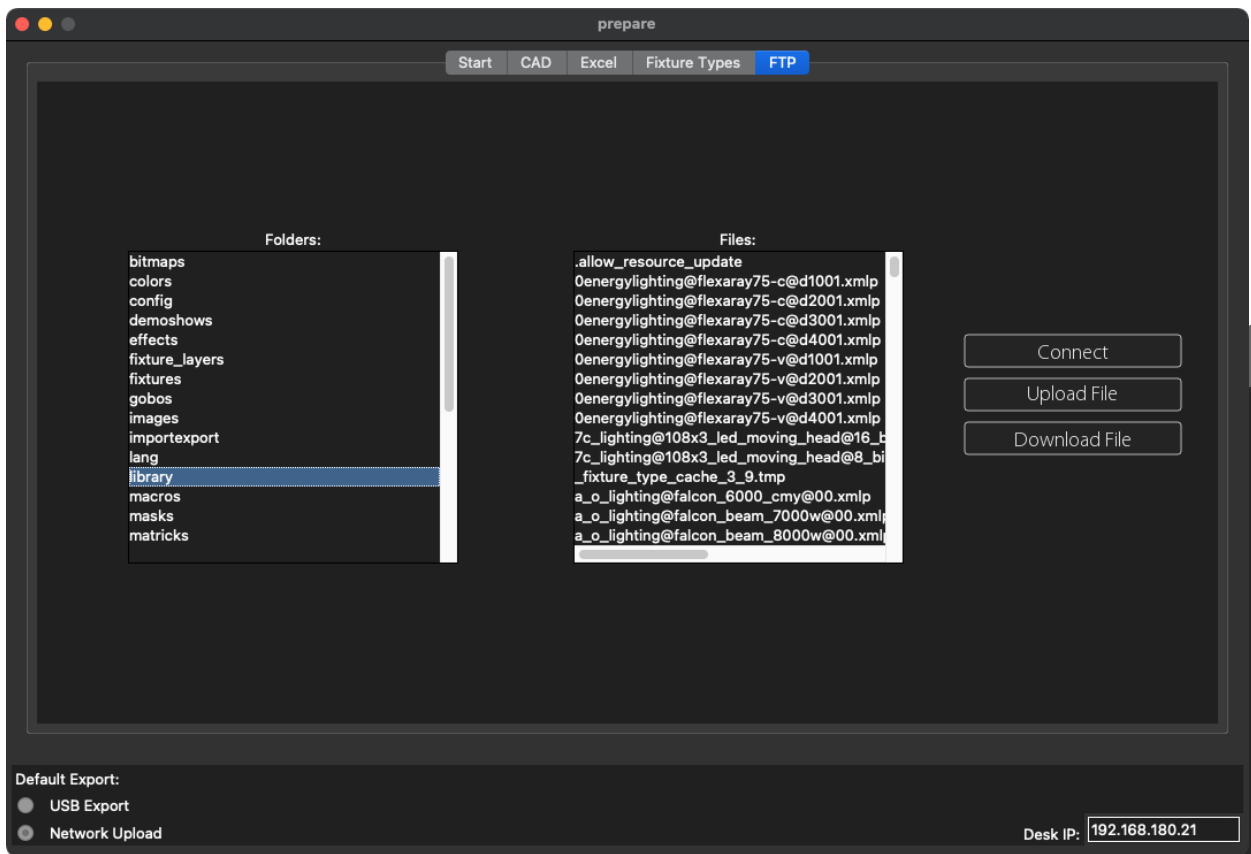 prepare
Start CAD Excel Fixture Types FTP
Folders:
bitmaps
colors
config
demoshows
effects
fixture_layers
fixtures
gobos
images
importexport
lang
library
macros
masks
matricks
Files:
.allow_resource_update
0energylighting@flexaray75-c@d1001.xmlp
0energylighting@flexaray75-c@d2001.xmlp
0energylighting@flexaray75-c@d3001.xmlp
0energylighting@flexaray75-c@d4001.xmlp
0energylighting@flexaray75-v@d1001.xmlp
0energylighting@flexaray75-v@d2001.xmlp
0energylighting@flexaray75-v@d3001.xmlp
0energylighting@flexaray75-v@d4001.xmlp
7c_lighting@108x3_led_moving_head@16_b
7c_lighting@108x3_led_moving_head@8_bi
_fixture_type_cache_3_9.tmp
a_o_lighting@falcon_6000_cmy@00.xmlp
a_o_lighting@falcon_beam_7000w@00.xmlp
a_o_lighting@falcon_beam_8000w@00.xmlp
Connect
Upload File
Download File
Default Export:
USB Export
Network Upload
Desk IP: 192.168.180.21